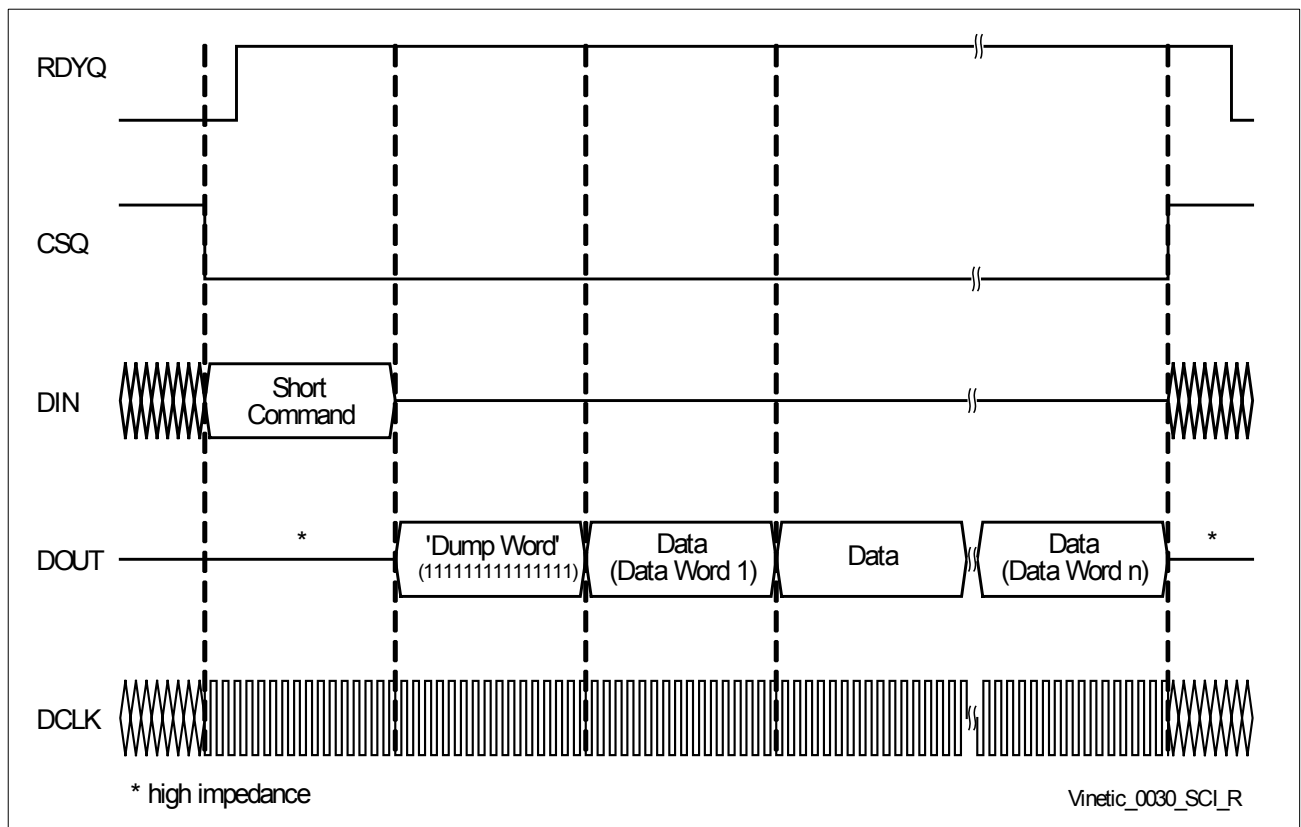 RDYQ
CSQ
DIN
Short
Command
*
DOUT
'Dump Word'
(1111111111111111)
Data
(Data Word 1)
Data
Data
(Data Word n)
*
DCLK
* high impedance
Vinetic_0030_SCI_R